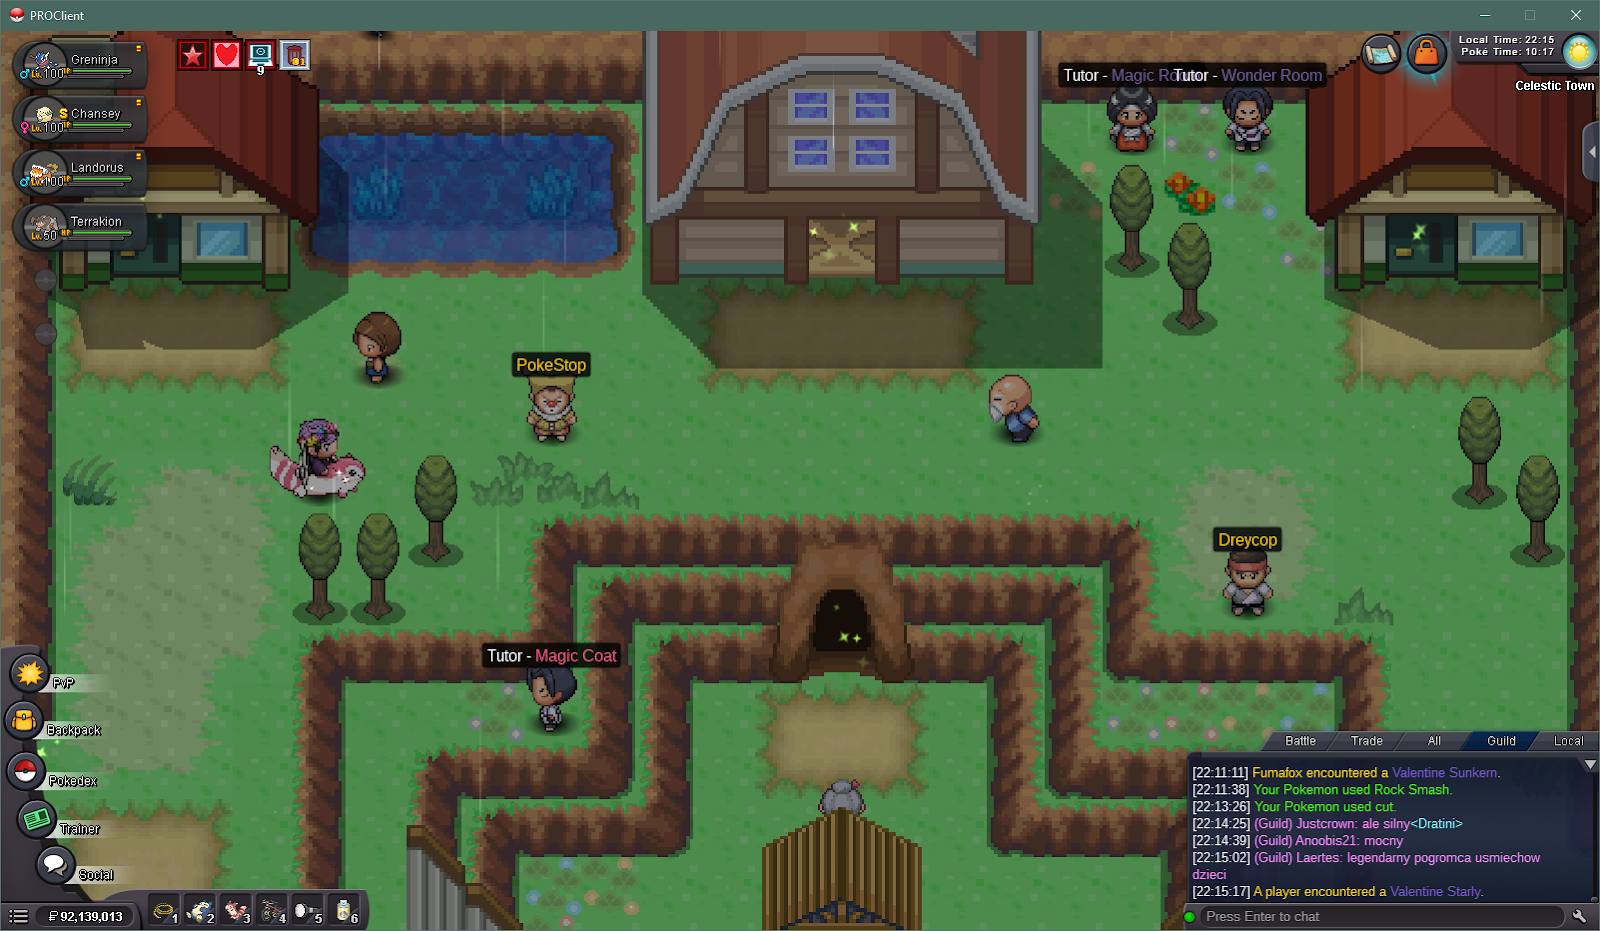 PROClient
Greninja
Lv.100
S Chansey
Lv.100
Landorus
Lv.100
Terrakion
Lv.50
9
1
Local Time: 22:15
Poké Time: 10:17
Celestic Town
Tutor - Magic Ro
Tutor - Wonder Room
PokeStop
Dreycop
Tutor - Magic Coat
PvP
Backpack
Pokedex
Trainer
Social
92,139,013
1 2 3 4 5 6
Battle Trade All Guild Local
[22:11:11] Fumafox encountered a Valentine Sunkern.
[22:11:38] Your Pokemon used Rock Smash.
[22:13:26] Your Pokemon used cut.
[22:14:25] (Guild) Justcrown: ale silny<Dratini>
[22:14:39] (Guild) Anoobis21: mocny
[22:15:02] (Guild) Laertes: legendarny pogromca usmiechow
dzieci
[22:15:17] A player encountered a Valentine Starly.
Press Enter to chat